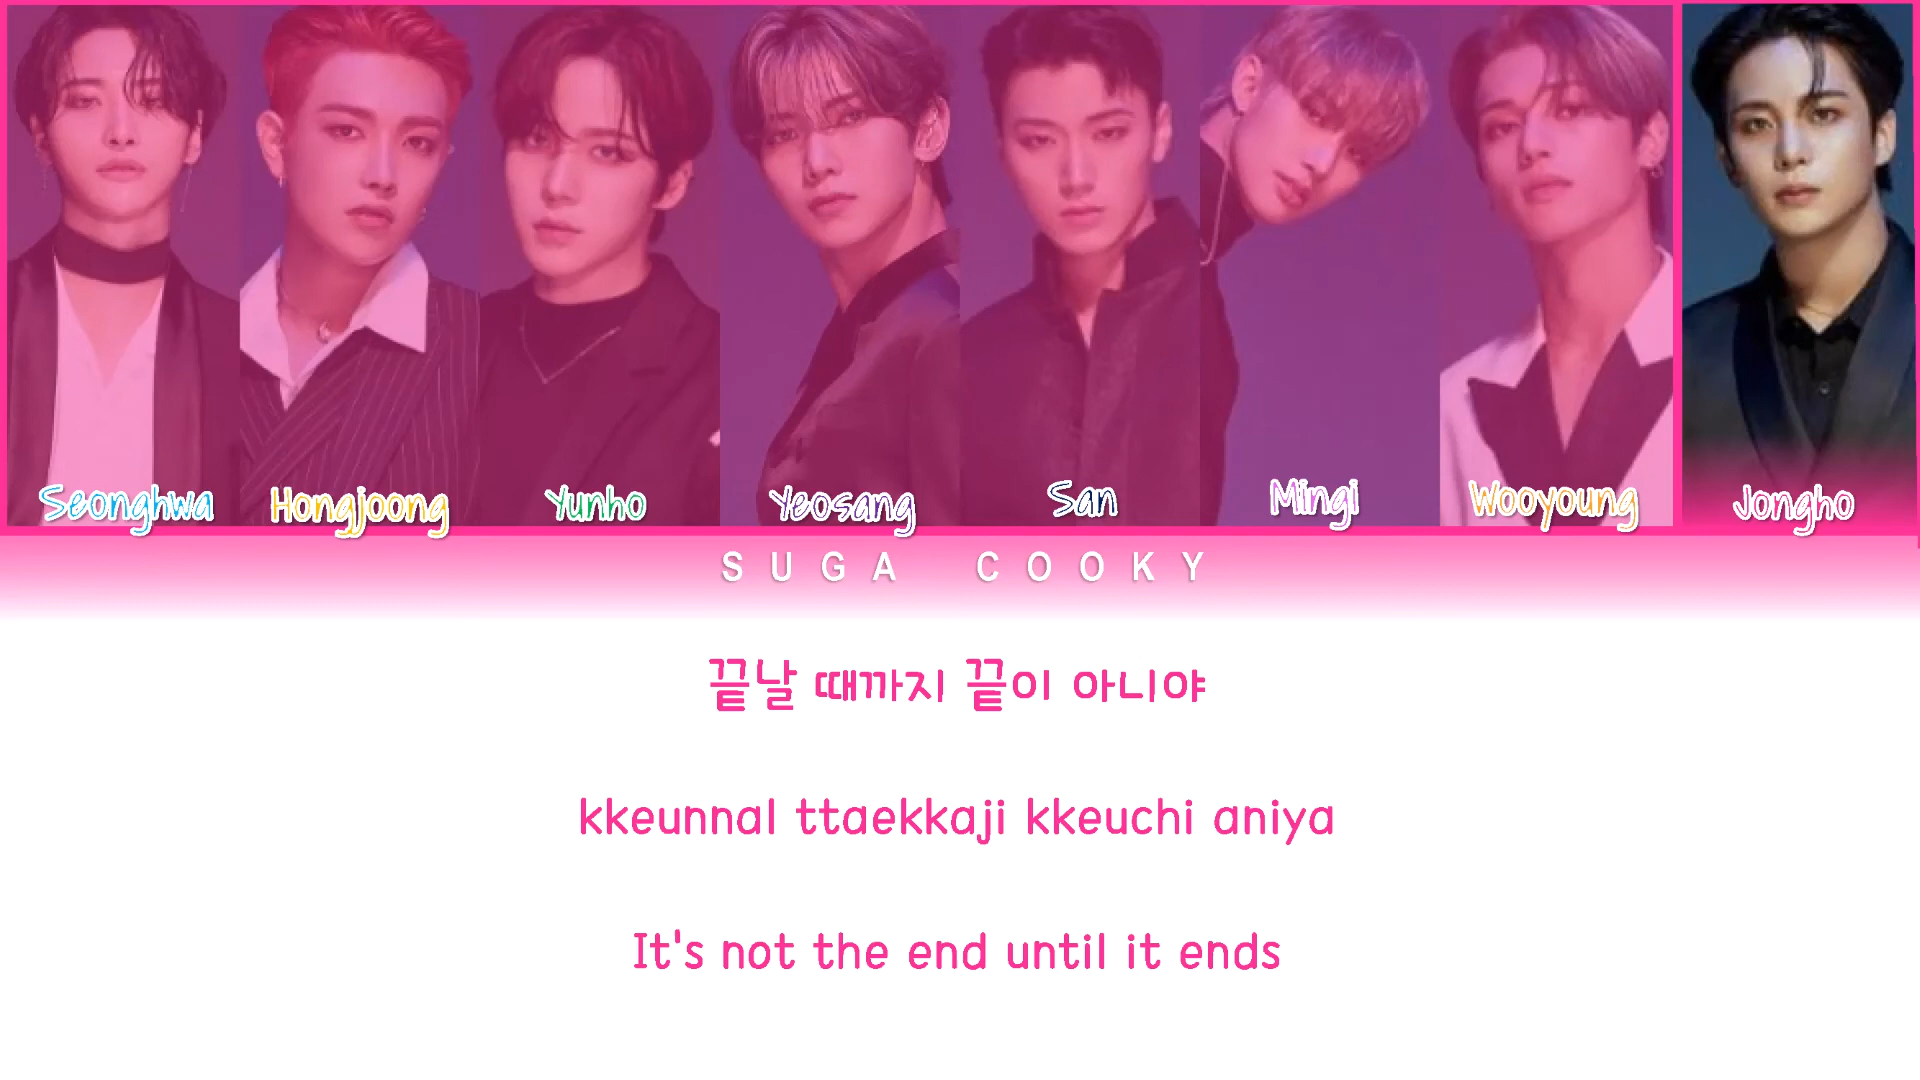 Seonghwa Hongjoong Yunho Yeosang San Mingi Wooyoung Jongho
SUGA COOKY
끝날 때까지 끝이 아니야
kkeunnal ttaekkaji kkeuchi aniya
It's not the end until it ends